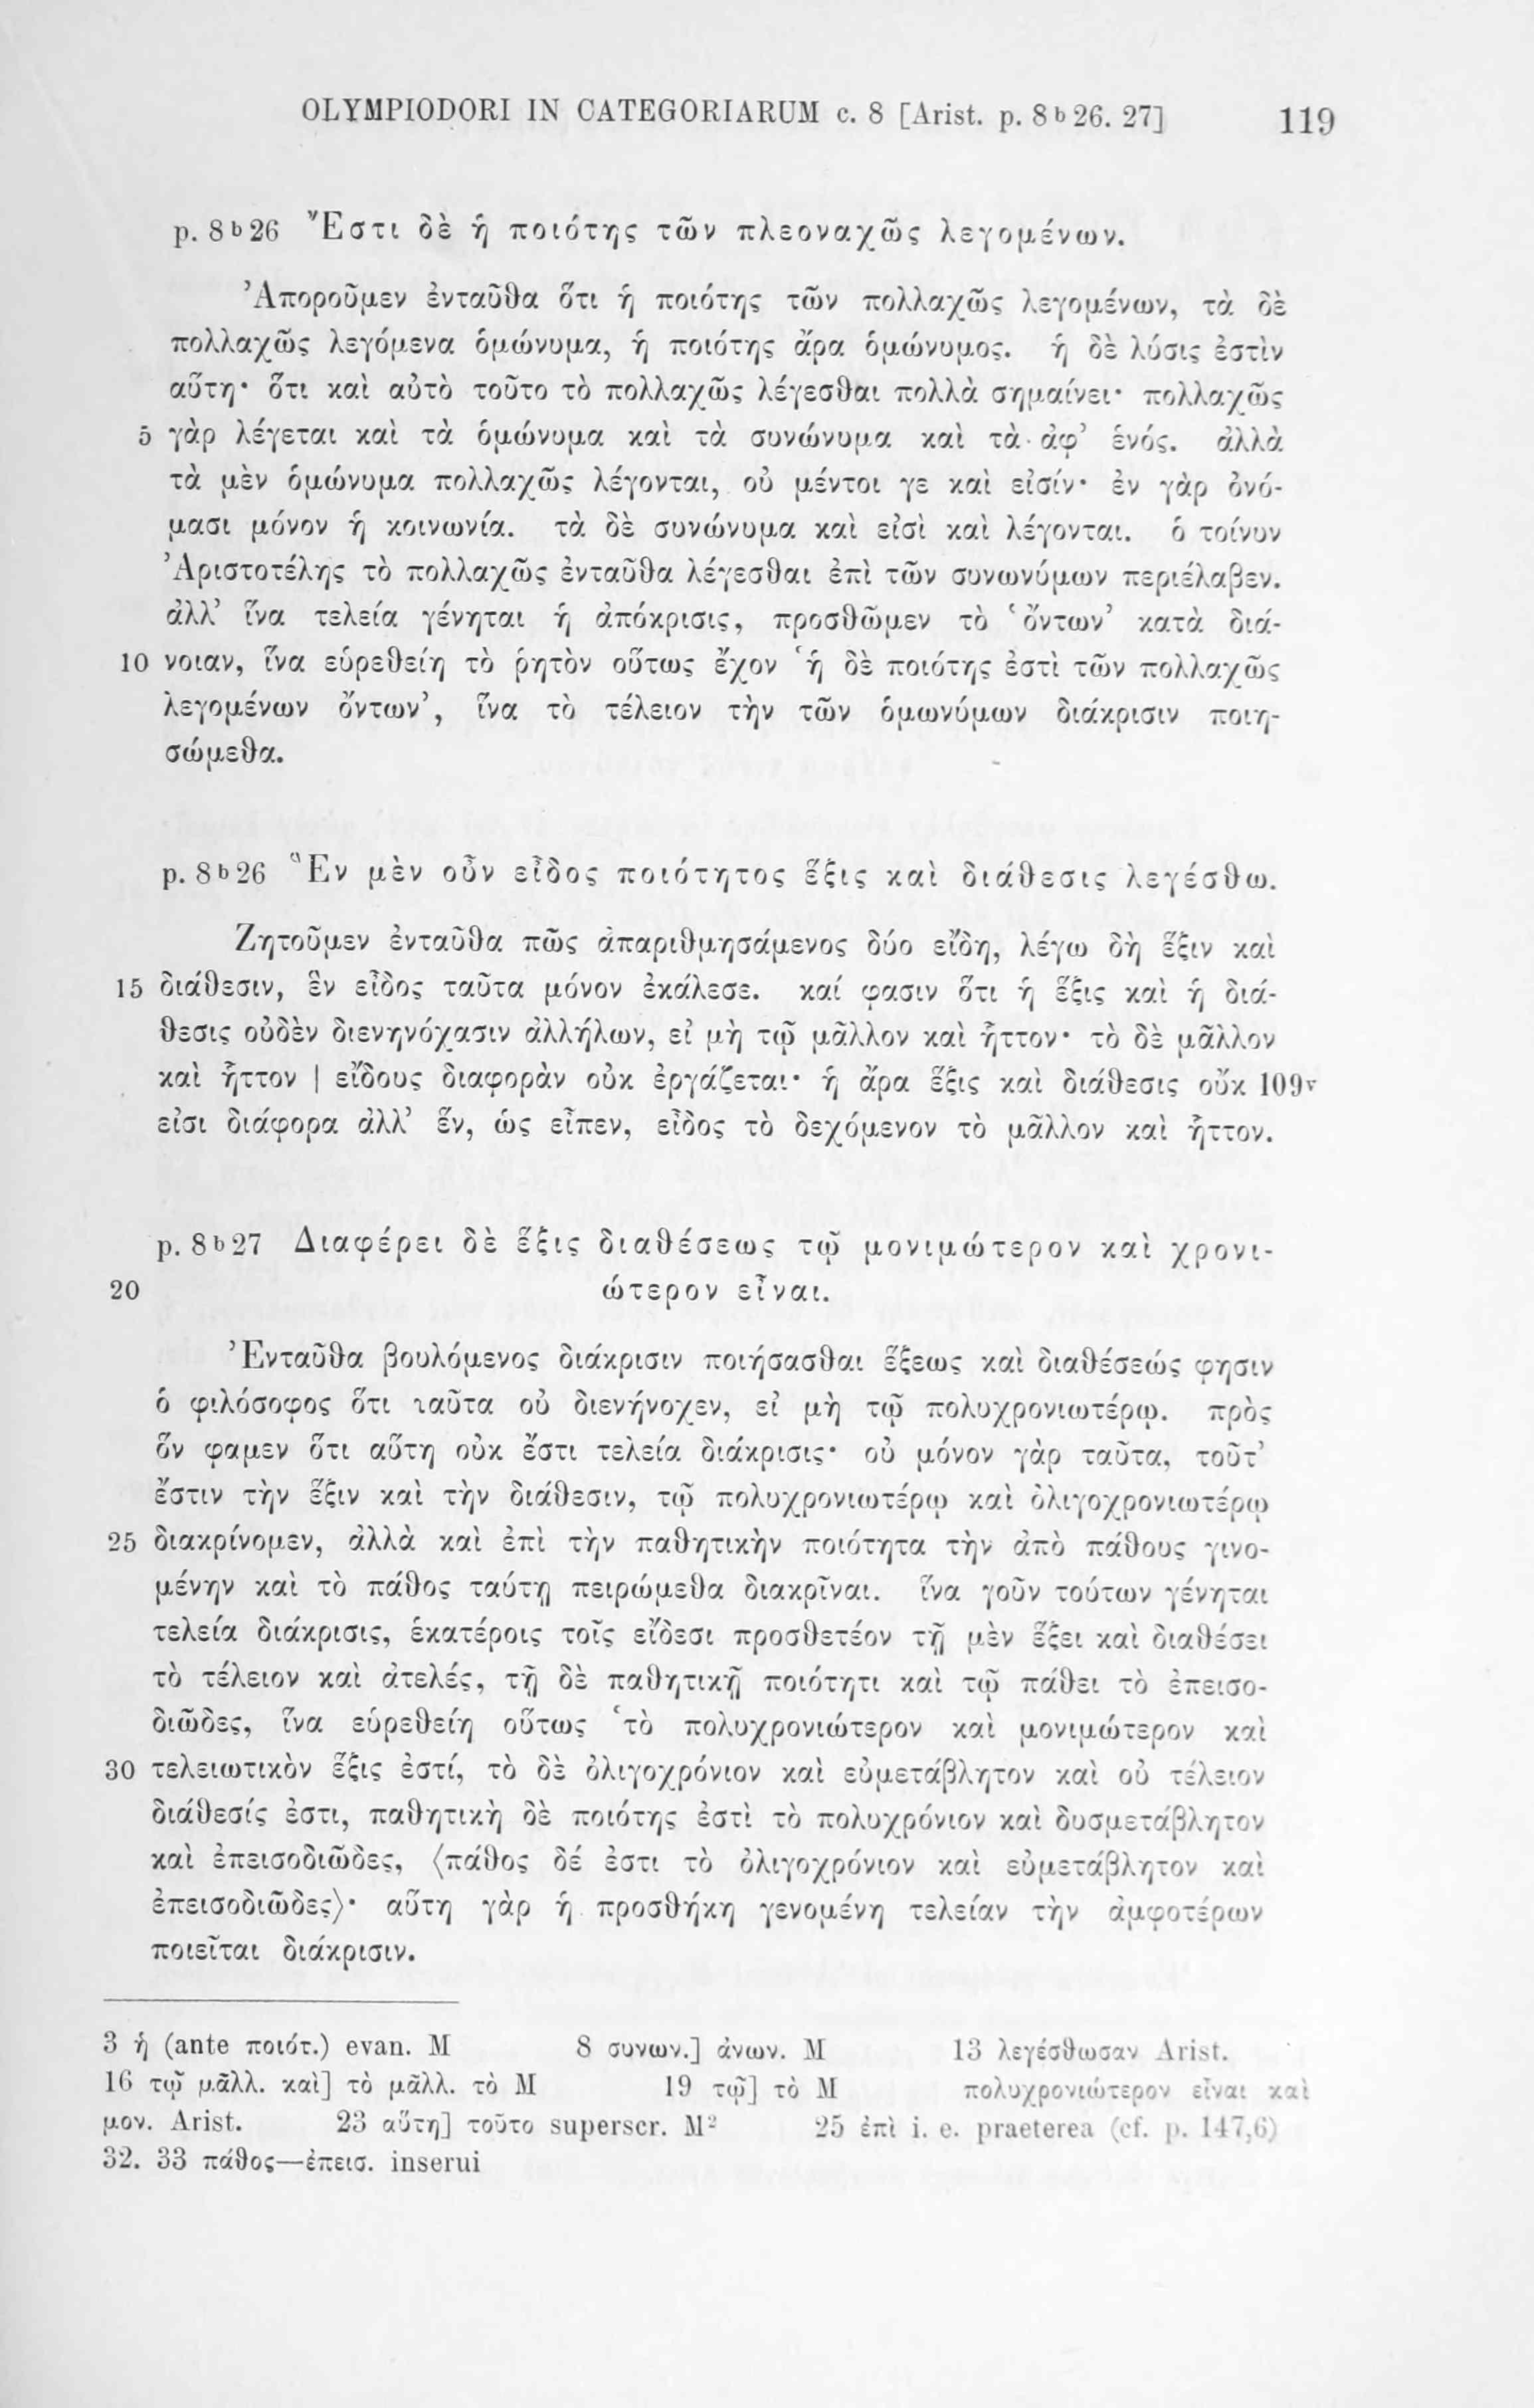 OLYMPIODORI IN CATEGORIARUM c. 8 [Arist. p. 8 b 26. 27] 119
p. 8 b 26 Ἔστι δὲ ἡ ποιότης τῶν πλεοναχῶς λεγομένων.
Ἀποροῦμεν ἐνταῦθα ὅτι ἡ ποιότης τῶν πολλαχῶς λεγομένων, τὰ δὲ
πολλαχῶς λεγόμενα ὁμώνυμα, ἡ ποιότης ἄρα ὁμώνυμος. ἡ δὲ λύσις ἐστὶν
αὕτη· ὅτι καὶ αὐτὸ τοῦτο τὸ πολλαχῶς λέγεσθαι πολλὰ σημαίνει· πολλαχῶς
5 γὰρ λέγεται καὶ τὰ ὁμώνυμα καὶ τὰ συνώνυμα καὶ τὰ ἀφ' ἑνός. ἀλλὰ
τὰ μὲν ὁμώνυμα πολλαχῶς λέγονται, οὐ μέντοι γε καὶ εἰσίν· ἐν γὰρ ὀνό-
μασι μόνον ἡ κοινωνία. τὰ δὲ συνώνυμα καὶ εἰσὶ καὶ λέγονται. ὁ τοίνυν
Ἀριστοτέλης τὸ πολλαχῶς ἐνταῦθα λέγεσθαι ἐπὶ τῶν συνωνύμων περιέλαβεν.
ἀλλ' ἵνα τελεία γένηται ἡ ἀπόκρισις, προσθῶμεν τὸ ‘ὄντων’ κατὰ διά-
10 νοιαν, ἵνα εὑρεθείη τὸ ῥητὸν οὕτως ἔχον ‘ἡ δὲ ποιότης ἐστὶ τῶν πολλαχῶς
λεγομένων ὄντων’, ἵνα τὸ τέλειον τὴν τῶν ὁμωνύμων διάκρισιν ποιη-
σώμεθα.
p. 8 b 26 Ἓν μὲν οὖν εἶδος ποιότητος ἕξις καὶ διάθεσις λεγέσθω.
Ζητοῦμεν ἐνταῦθα πῶς ἀπαριθμησάμενος δύο εἴδη, λέγω δὴ ἕξιν καὶ
15 διάθεσιν, ἓν εἶδος ταῦτα μόνον ἐκάλεσε. καί φασιν ὅτι ἡ ἕξις καὶ ἡ διά-
θεσις οὐδὲν διενηνόχασιν ἀλλήλων, εἰ μὴ τῷ μᾶλλον καὶ ἧττον· τὸ δὲ μᾶλλον
καὶ ἧττον | εἴδους διαφορὰν οὐκ ἐργάζεται· ἡ ἄρα ἕξις καὶ διάθεσις οὔκ 109v
εἰσι διάφορα ἀλλ' ἕν, ὡς εἶπεν, εἶδος τὸ δεχόμενον τὸ μᾶλλον καὶ ἧττον.
p. 8 b 27 Διαφέρει δὲ ἕξις διαθέσεως τῷ μονιμώτερον καὶ χρονι-
20 ώτερον εἶναι.
Ἐνταῦθα βουλόμενος διάκρισιν ποιήσασθαι ἕξεως καὶ διαθέσεώς φησιν
ὁ φιλόσοφος ὅτι ταῦτα οὐ διενήνοχεν, εἰ μὴ τῷ πολυχρονιωτέρῳ. πρὸς
ὅν φαμεν ὅτι αὕτη οὐκ ἔστι τελεία διάκρισις· οὐ μόνον γὰρ ταῦτα, τοῦτ'
ἔστιν τὴν ἕξιν καὶ τὴν διάθεσιν, τῷ πολυχρονιωτέρῳ καὶ ὀλιγοχρονιωτέρῳ
25 διακρίνομεν, ἀλλὰ καὶ ἐπὶ τὴν παθητικὴν ποιότητα τὴν ἀπὸ πάθους γινο-
μένην καὶ τὸ πάθος ταύτῃ πειρώμεθα διακρῖναι. ἵνα γοῦν τούτων γένηται
τελεία διάκρισις, ἑκατέροις τοῖς εἴδεσι προσθετέον τῇ μὲν ἕξει καὶ διαθέσει
τὸ τέλειον καὶ ἀτελές, τῇ δὲ παθητικῇ ποιότητι καὶ τῷ πάθει τὸ ἐπεισο-
διῶδες, ἵνα εὑρεθείη οὕτως ‘τὸ πολυχρονιώτερον καὶ μονιμώτερον καὶ
30 τελειωτικὸν ἕξις ἐστί, τὸ δὲ ὀλιγοχρόνιον καὶ εὐμετάβλητον καὶ οὐ τέλειον
διάθεσίς ἐστι, παθητικὴ δὲ ποιότης ἐστὶ τὸ πολυχρόνιον καὶ δυσμετάβλητον
καὶ ἐπεισοδιῶδες, ⟨πάθος δέ ἐστι τὸ ὀλιγοχρόνιον καὶ εὐμετάβλητον καὶ
ἐπεισοδιῶδες⟩· αὕτη γὰρ ἡ προσθήκη γενομένη τελείαν τὴν ἀμφοτέρων
ποιεῖται διάκρισιν.
3 ἡ (ante ποιότ.) evan. M 8 συνων.] ἀνων. M 13 λεγέσθωσαν Arist.
16 τῷ μᾶλλ. καὶ] τὸ μᾶλλ. τὸ M 19 τῷ] τὸ M πολυχρονιώτερον εἶναι καὶ
μον. Arist. 23 αὕτη] τοῦτο superscr. M2 25 ἐπὶ i. e. praeterea (cf. p. 147,6)
32. 33 πάθος—ἐπεισ. inserui